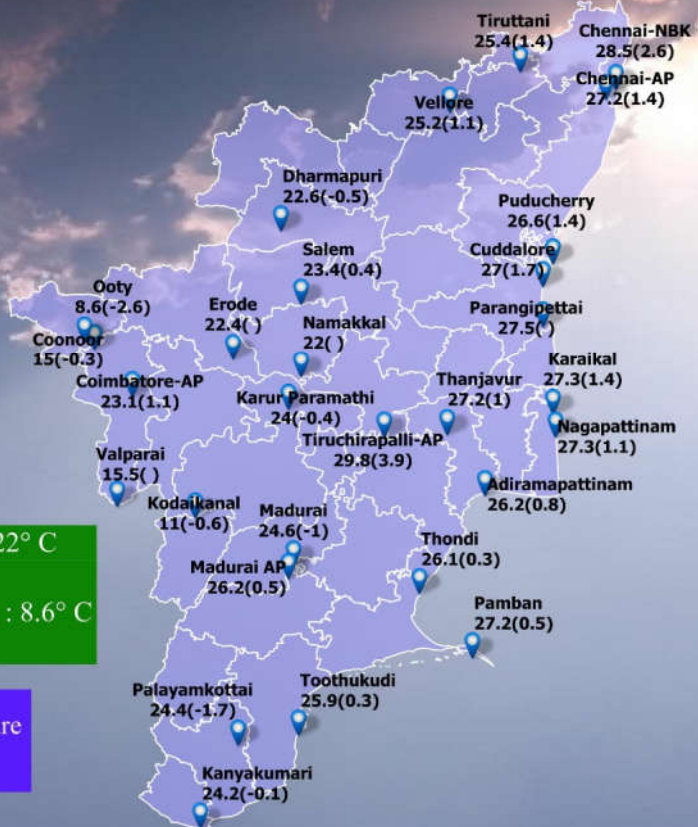 Tiruttani
25.4(1.4)
Chennai-NBK
28.5(2.6)
Chennai-AP
27.2(1.4)
Vellore
25.2(1.1)
Dharmapuri
22.6(-0.5)
Puducherry
26.6(1.4)
Salem
23.4(0.4)
Cuddalore
27(1.7)
Ooty
8.6(-2.6)
Erode
22.4( )
Namakkal
22( )
Parangipettai
27.5( )
Coonoor
15(-0.3)
Karaikal
27.3(1.4)
Coimbatore-AP
23.1(1.1)
Karur Paramathi
24(-0.4)
Thanjavur
27.2(1)
Tiruchirapalli-AP
29.8(3.9)
Nagapattinam
27.3(1.1)
Valparai
15.5( )
Kodaikanal
11(-0.6)
Madurai
24.6(-1)
Adiramapattinam
26.2(0.8)
Madurai AP
26.2(0.5)
Thondi
26.1(0.3)
22° C
: 8.6° C
Pamban
27.2(0.5)
Palayamkottai
24.4(-1.7)
Toothukudi
25.9(0.3)
Kanyakumari
24.2(-0.1)